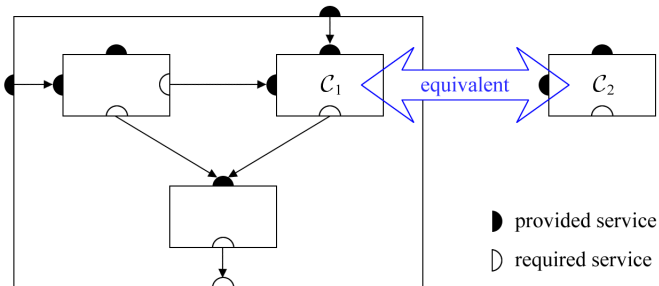 C₁
equivalent
C₂
provided service
required service